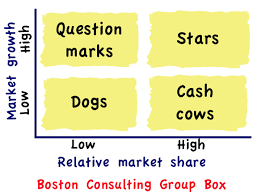 Market growth
High
Low
Question
marks
Stars
Dogs
Cash
cows
Low
High
Relative market share
Boston Consulting Group Box